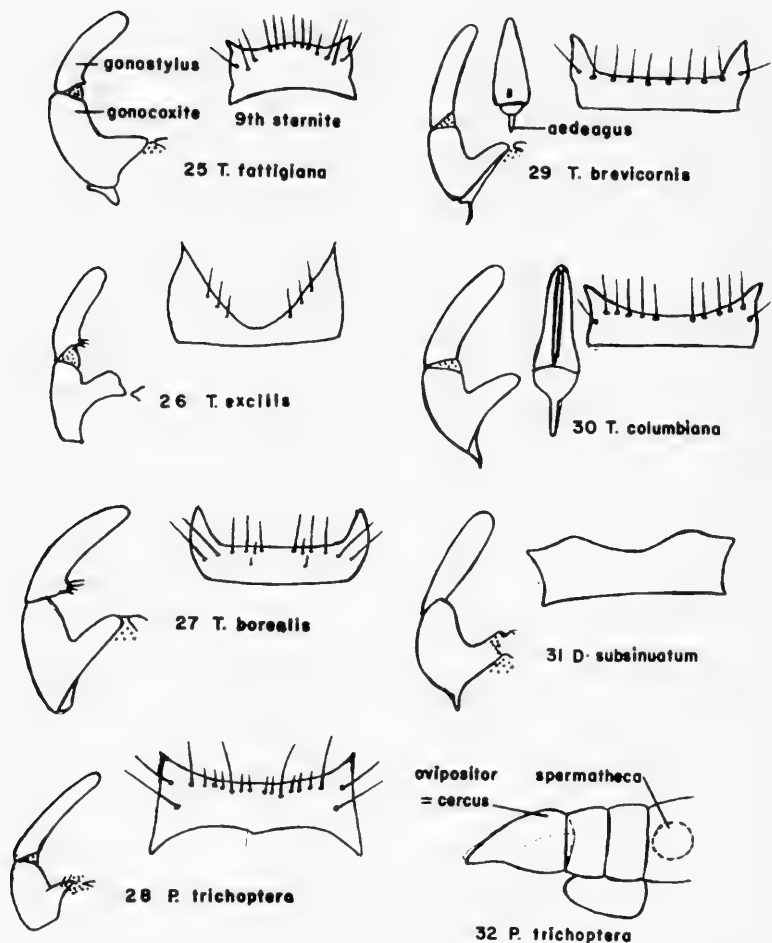 gonostylus
gonocoxite
9th sternite
25 T. fattigiana
aedeagus
29 T. brevicornis
26 T. excilis
30 T. columbiana
27 T. borealis
31 D. subsinuatum
28 P. trichoptera
ovipositor
= cercus
spermatheca
32 P. trichoptera